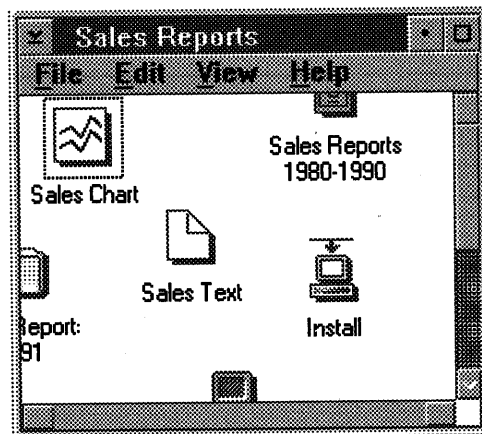 Sales Reports
File Edit View Help
Sales Reports
1980-1990
Sales Chart
Sales Text
Report:
91
Install